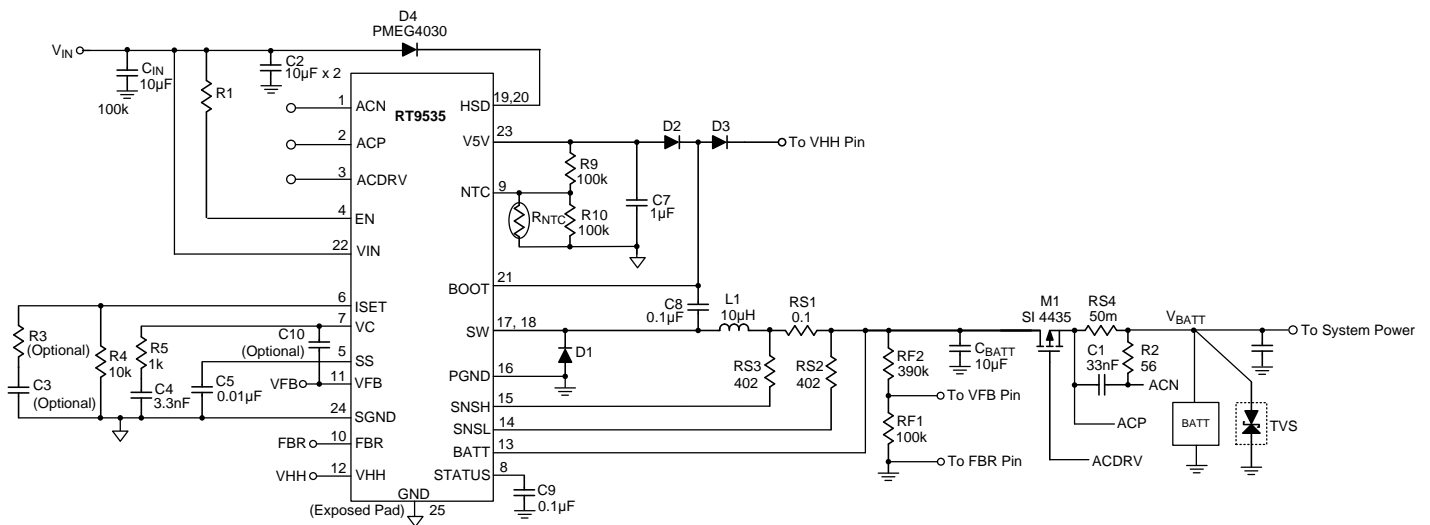 D4
PMEG4030
VIN
CIN
10µF
100k
R1
C2
10µF x 2
RT9535
1
ACN
2
ACP
3
ACDRV
4
EN
22
VIN
6
ISET
7
VC
5
SS
11
VFB
24
SGND
10
FBR
12
VHH
HSD
19,20
V5V
23
NTC
9
BOOT
21
SW
17, 18
PGND
16
SNSH
15
SNSL
14
BATT
13
STATUS
8
GND
(Exposed Pad)
25
R3
(Optional)
C3
(Optional)
R4
10k
R5
1k
C4
3.3nF
C10
(Optional)
C5
0.01µF
VFB
FBR
VHH
D2
D3
To VHH Pin
R9
100k
RNTC
R10
100k
C7
1µF
C8
0.1µF
L1
10µH
RS1
0.1
D1
RS3
402
RS2
402
C9
0.1µF
RF2
390k
To VFB Pin
RF1
100k
To FBR Pin
CBATT
10µF
M1
SI 4435
RS4
50m
C1
33nF
R2
56
ACN
ACP
ACDRV
VBATT
To System Power
BATT
TVS